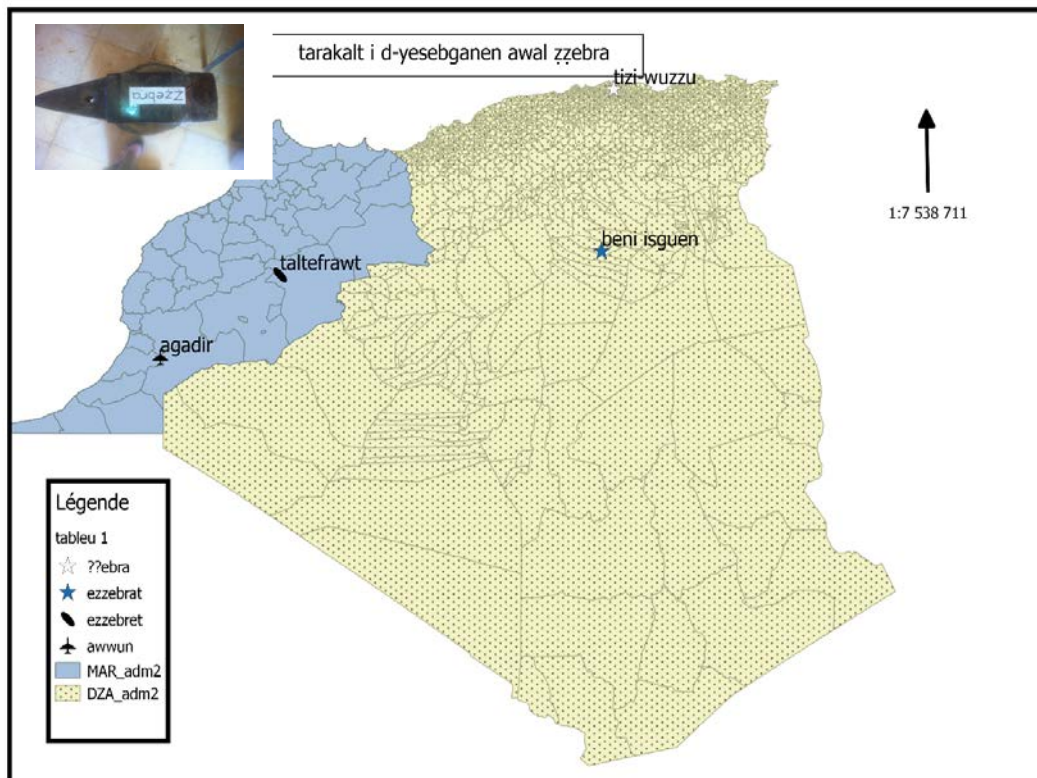 Zzebra
tarakalt i d-yesebganen awal ẓẓebra
tizi-wuzzu
1:7 538 711
beni isguen
taltefrawt
agadir
Légende
tableu 1
??ebra
ezzebrat
ezzebret
awwun
MAR_adm2
DZA_adm2